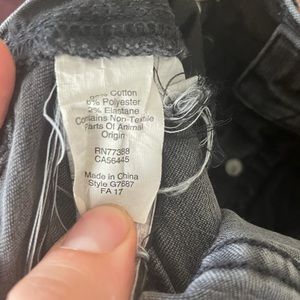 Cotton
6% Polyester
2% Elastane
Contains Non-Textile
Parts Of Animal
Origin
RN77388
CA56445
Made in China
Style G7687
FA 17